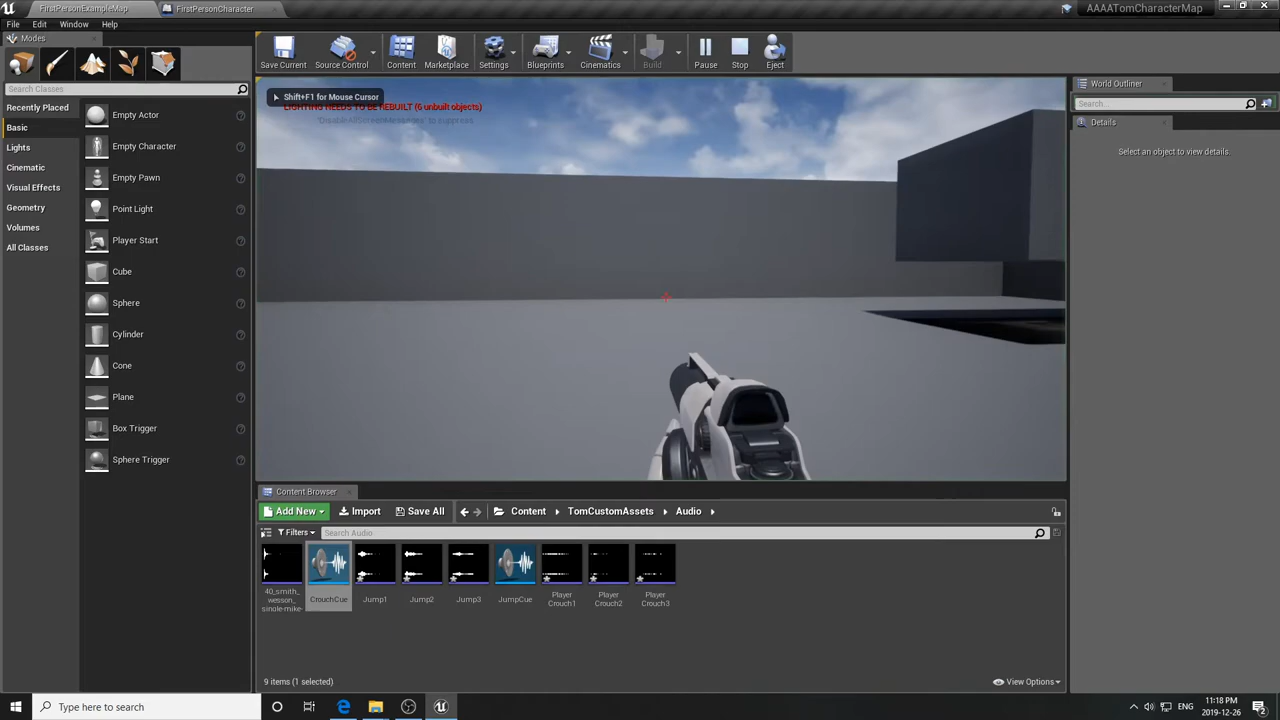 FirstPersonExampleMap
FirstPersonCharacter
AAAATomCharacterMap
File Edit Window Help
Modes
Search Classes
Recently Placed
Basic
Lights
Cinematic
Visual Effects
Geometry
Volumes
All Classes
Empty Actor
Empty Character
Empty Pawn
Point Light
Player Start
Cube
Sphere
Cylinder
Cone
Plane
Box Trigger
Sphere Trigger
Save Current
Source Control
Content
Marketplace
Settings
Blueprints
Cinematics
Build
Pause
Stop
Eject
Shift+F1 for Mouse Cursor
LIGHTING NEEDS TO BE REBUILT (6 unbuilt objects)
'DisableAllScreenMessages' to suppress
World Outliner
Search...
Details
Select an object to view details.
Content Browser
Add New Import Save All Content TomCustomAssets Audio
Filters Search Audio
40_smith_
wesson_
single-mike-
CrouchCue
Jump1
Jump2
Jump3
JumpCue
Player
Crouch1
Player
Crouch2
Player
Crouch3
9 items (1 selected)
View Options
Type here to search
ENG
11:18 PM
2019-12-26
2